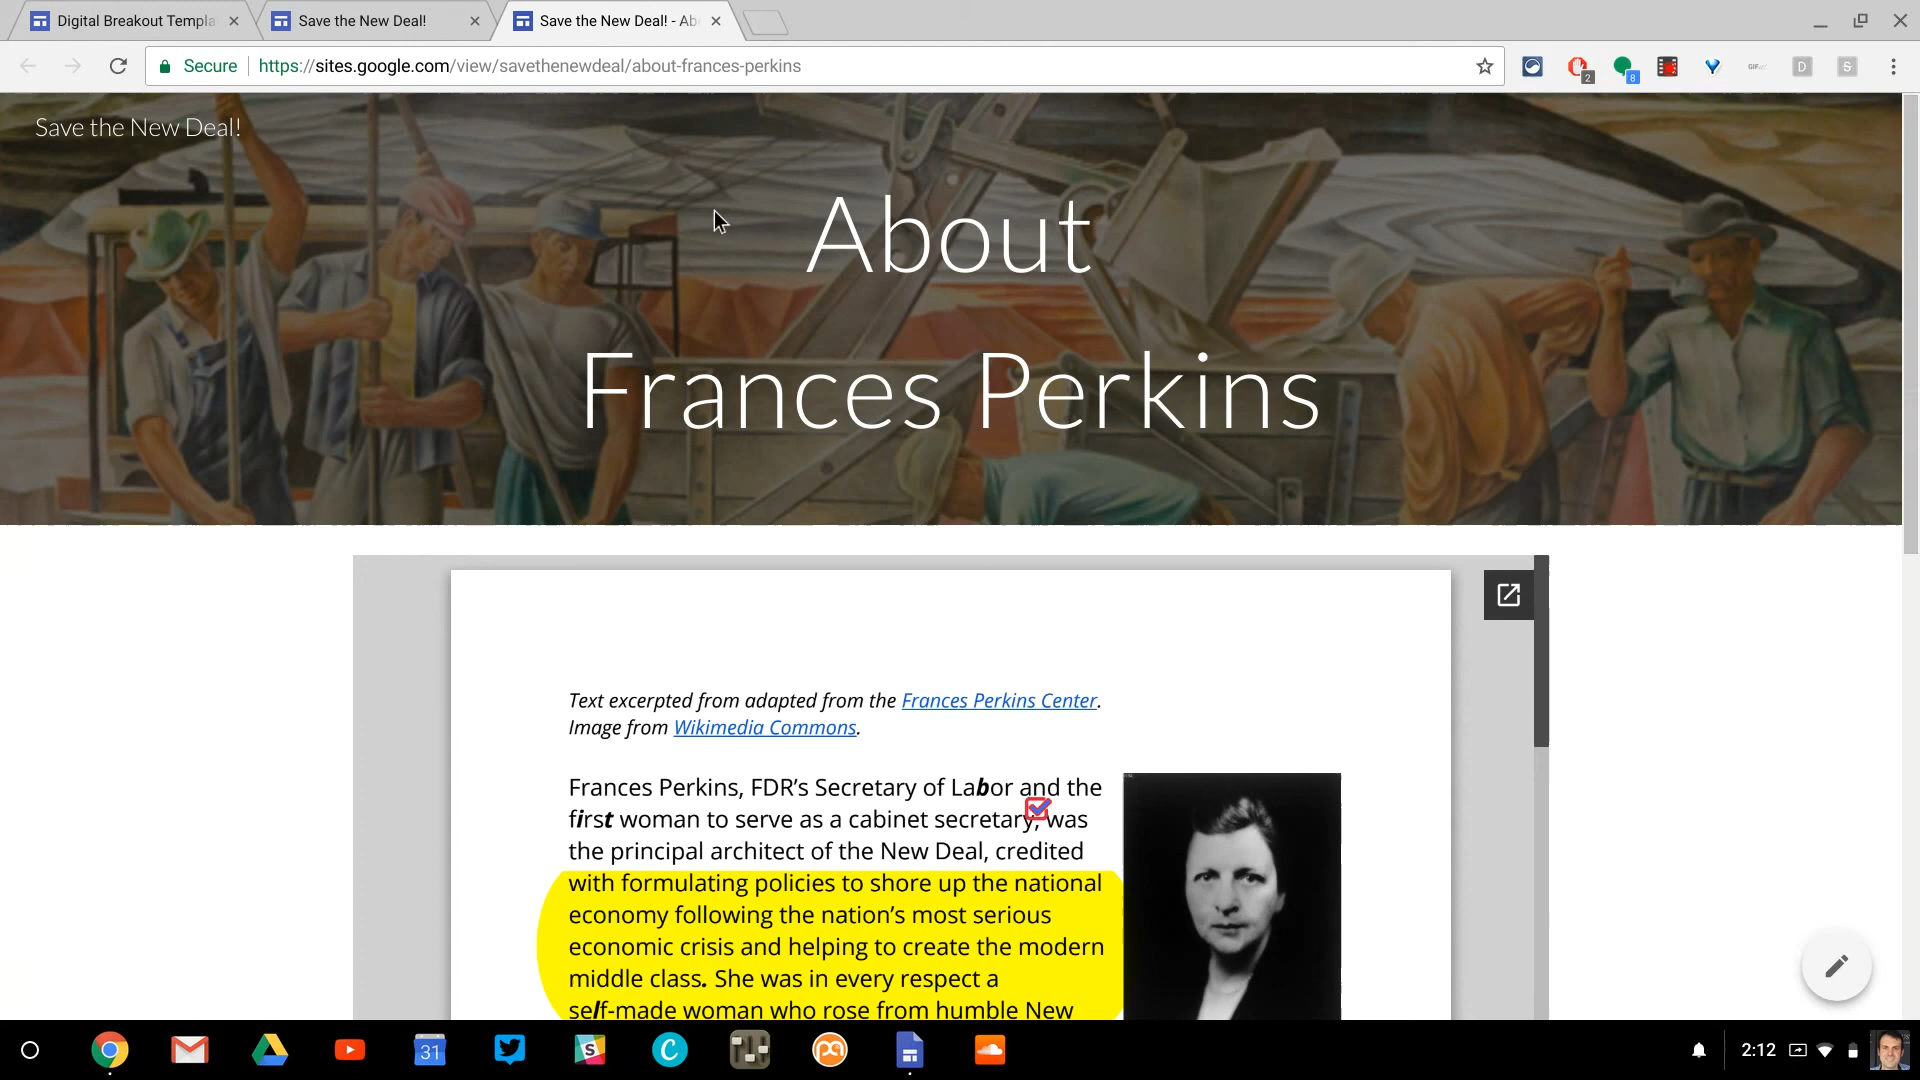 Digital Breakout Templa
Save the New Deal!
Save the New Deal! - Ab
Secure
https://sites.google.com/view/savethenewdeal/about-frances-perkins
2
8
GIF
D
S
Save the New Deal!
About
Frances Perkins
Text excerpted from adapted from the Frances Perkins Center.
Image from Wikimedia Commons.
Frances Perkins, FDR’s Secretary of Labor and the
first woman to serve as a cabinet secretary, was
the principal architect of the New Deal, credited
with formulating policies to shore up the national
economy following the nation’s most serious
economic crisis and helping to create the modern
middle class. She was in every respect a
self-made woman who rose from humble New
31
S
C
2:12